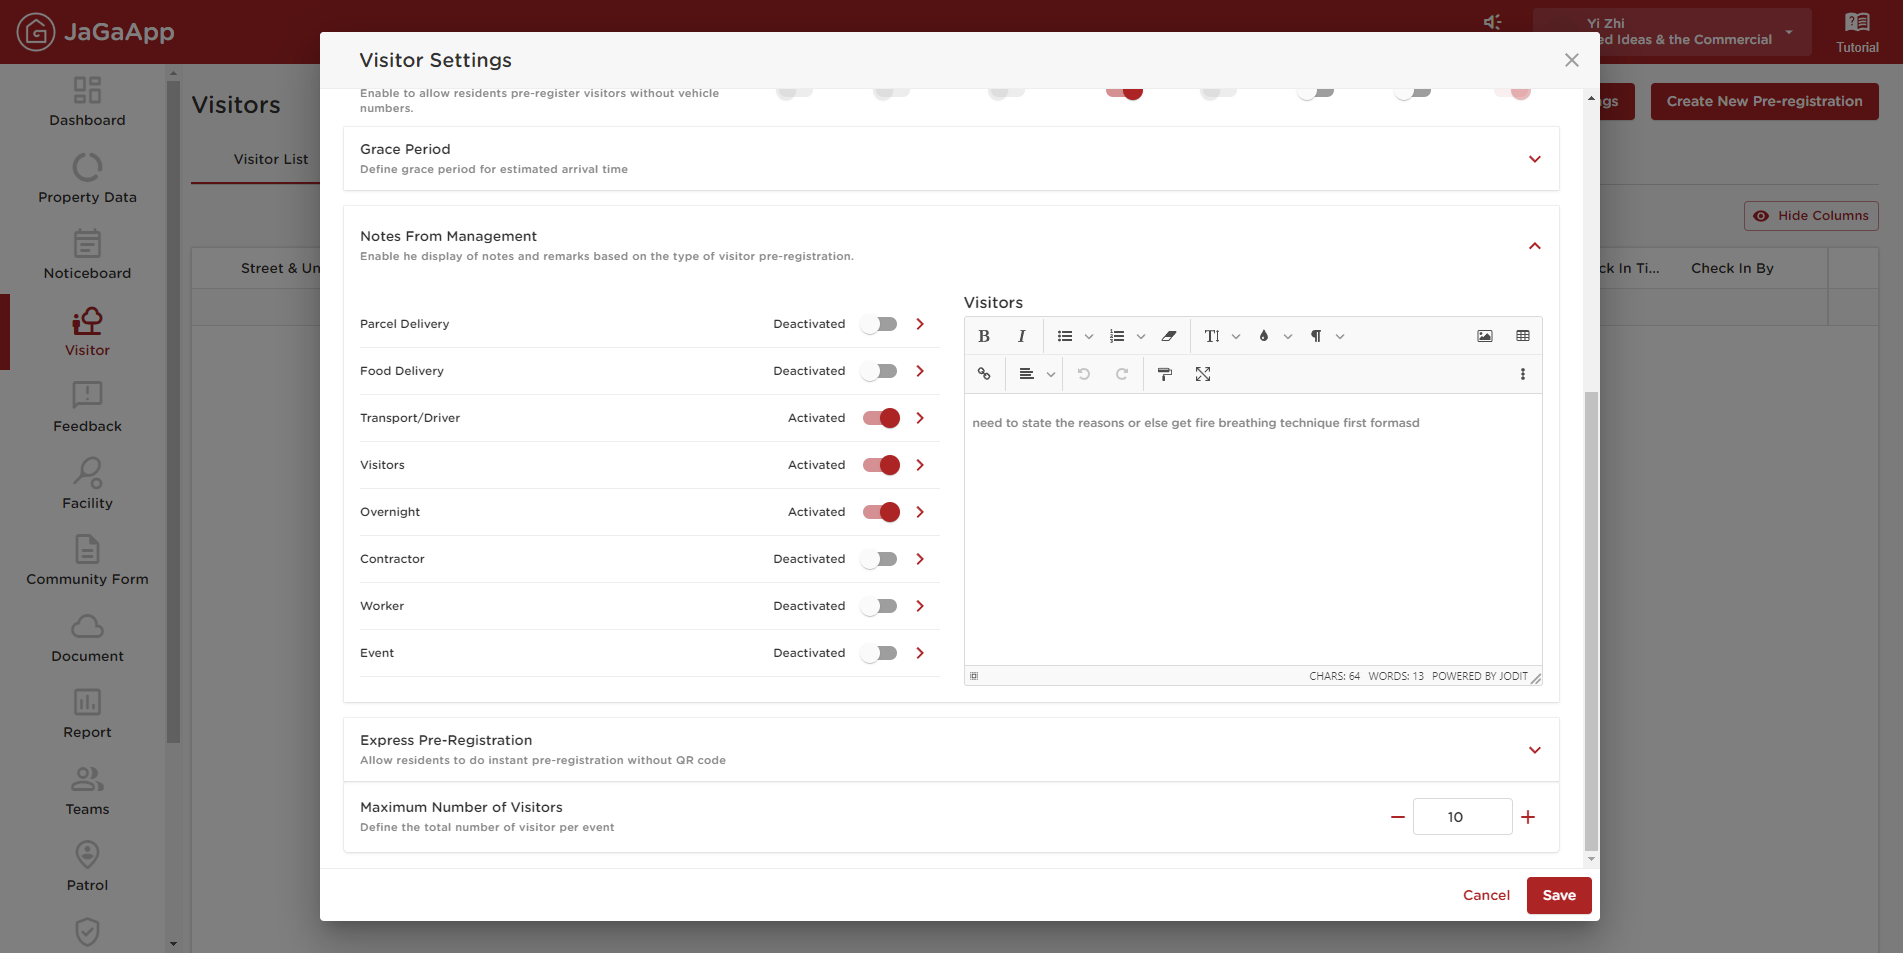 JaGaApp
Yi Zhi
ed Ideas & the Commercial
Tutorial
Dashboard
Property Data
Noticeboard
Visitor
Feedback
Facility
Community Form
Document
Report
Teams
Patrol
Visitors
gs
Create New Pre-registration
Visitor List
Hide Columns
Street & Un
ck In Ti...
Check In By
Visitor Settings
Enable to allow residents pre-register visitors without vehicle
numbers.
Grace Period
Define grace period for estimated arrival time
Notes From Management
Enable he display of notes and remarks based on the type of visitor pre-registration.
Parcel Delivery Deactivated
Food Delivery Deactivated
Transport/Driver Activated
Visitors Activated
Overnight Activated
Contractor Deactivated
Worker Deactivated
Event Deactivated
Visitors
need to state the reasons or else get fire breathing technique first formasd
CHARS: 64 WORDS: 13 POWERED BY JODIT
Express Pre-Registration
Allow residents to do instant pre-registration without QR code
Maximum Number of Visitors
Define the total number of visitor per event
10
Cancel
Save